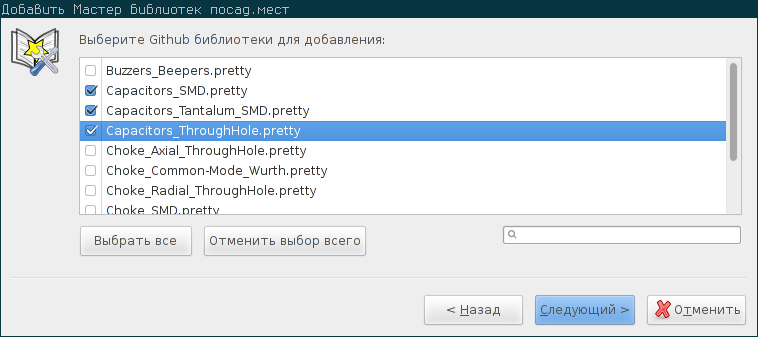 Добавить Мастер Библиотек посад.мест
Выберите Github библиотеки для добавления:
Buzzers_Beepers.pretty
Capacitors_SMD.pretty
Capacitors_Tantalum_SMD.pretty
Capacitors_ThroughHole.pretty
Choke_Axial_ThroughHole.pretty
Choke_Common-Mode_Wurth.pretty
Choke_Radial_ThroughHole.pretty
Choke_SMD.pretty
Выбрать все
Отменить выбор всего
< Назад
Следующий >
Отменить